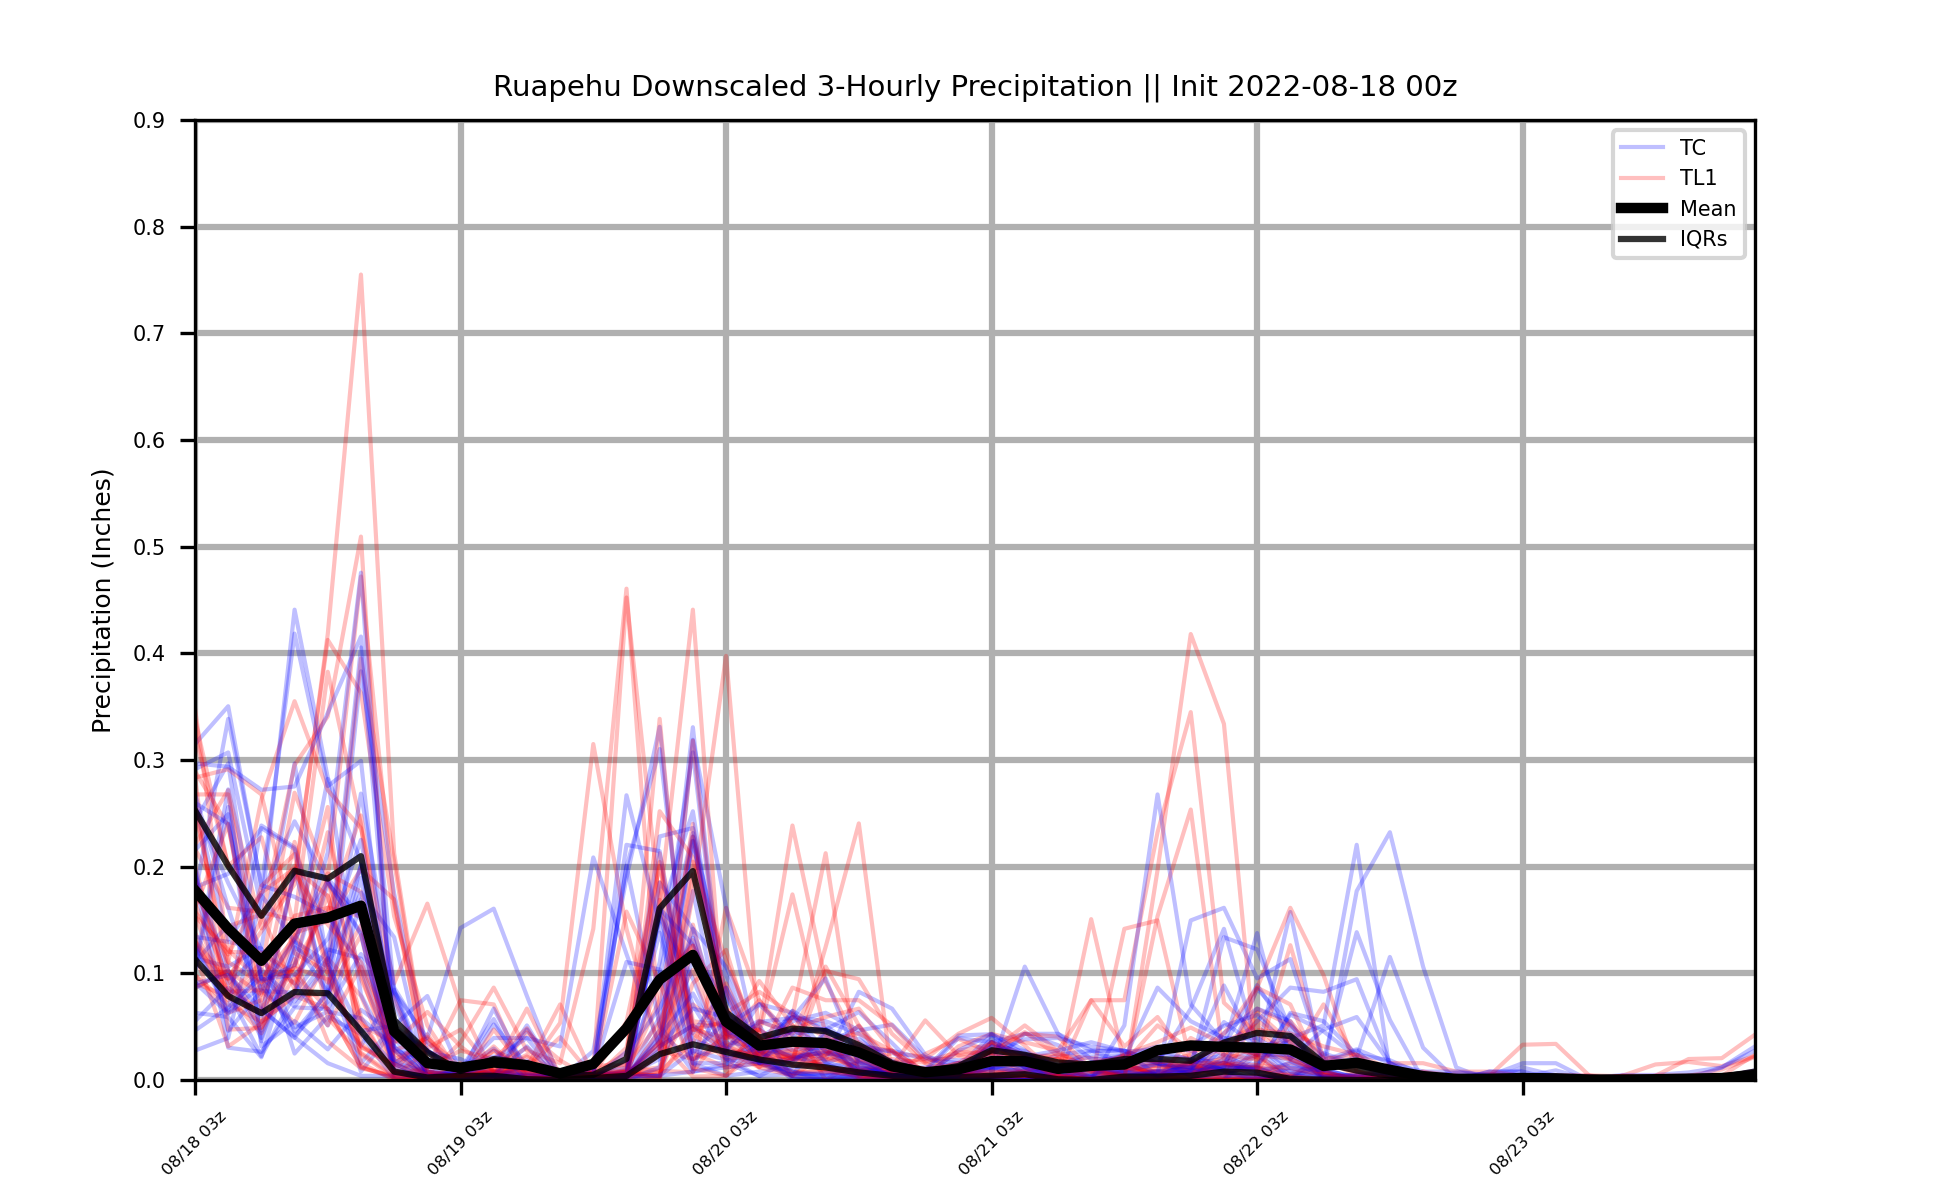 Ruapehu Downscaled 3-Hourly Precipitation || Init 2022-08-18 00z
Precipitation (Inches)
0.9
0.8
0.7
0.6
0.5
0.4
0.3
0.2
0.1
0.0
TC
TL1
Mean
IQRs
08/18 03z
08/19 03z
08/20 03z
08/21 03z
08/22 03z
08/23 03z